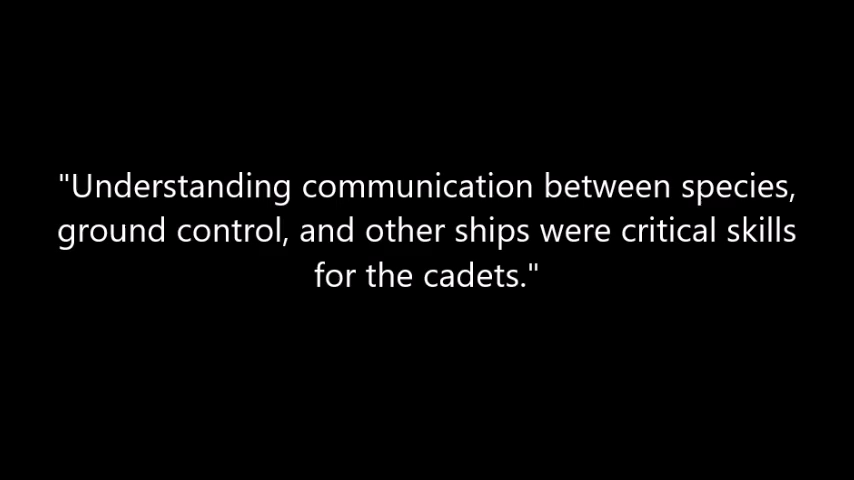 "Understanding communication between species,
ground control, and other ships were critical skills
for the cadets."